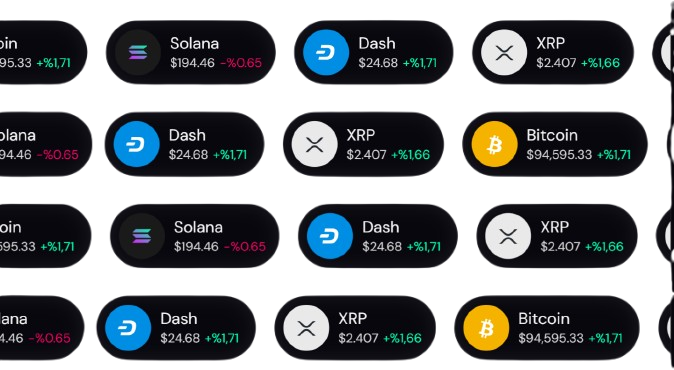 oin Solana Dash XRP
95.33 +%1,71 $194.46 -%0.65 $24.68 +%1,71 $2.407 +%1,66
olana Dash XRP Bitcoin
94.46 -%0.65 $24.68 +%1,71 $2.407 +%1,66 $94,595.33 +%1,71
oin Solana Dash XRP
595.33 +%1,71 $194.46 -%0.65 $24.68 +%1,71 $2.407 +%1,66
lana Dash XRP Bitcoin
4.46 -%0.65 $24.68 +%1,71 $2.407 +%1,66 $94,595.33 +%1,71